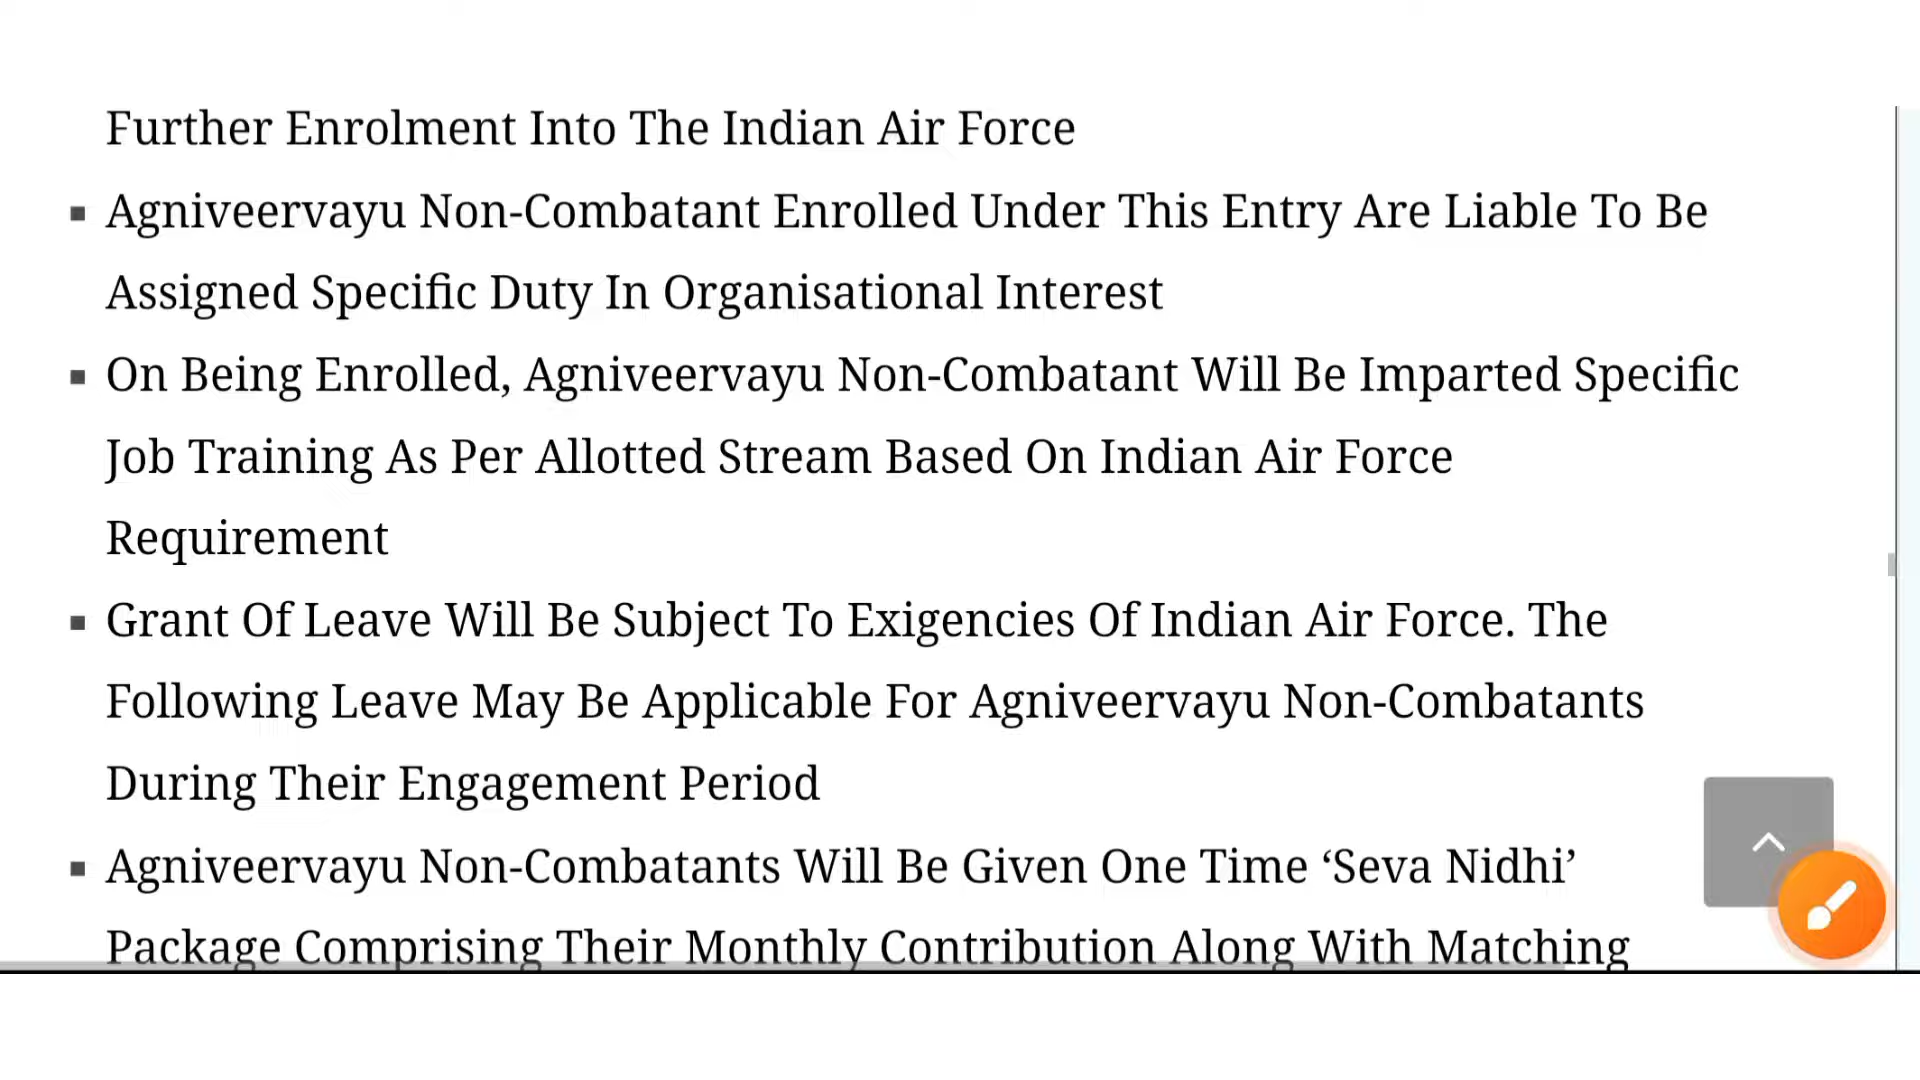 Further Enrolment Into The Indian Air Force
▪ Agniveervayu Non-Combatant Enrolled Under This Entry Are Liable To Be
Assigned Specific Duty In Organisational Interest
▪ On Being Enrolled, Agniveervayu Non-Combatant Will Be Imparted Specific
Job Training As Per Allotted Stream Based On Indian Air Force
Requirement
▪ Grant Of Leave Will Be Subject To Exigencies Of Indian Air Force. The
Following Leave May Be Applicable For Agniveervayu Non-Combatants
During Their Engagement Period
▪ Agniveervayu Non-Combatants Will Be Given One Time ‘Seva Nidhi’
Package Comprising Their Monthly Contribution Along With Matching